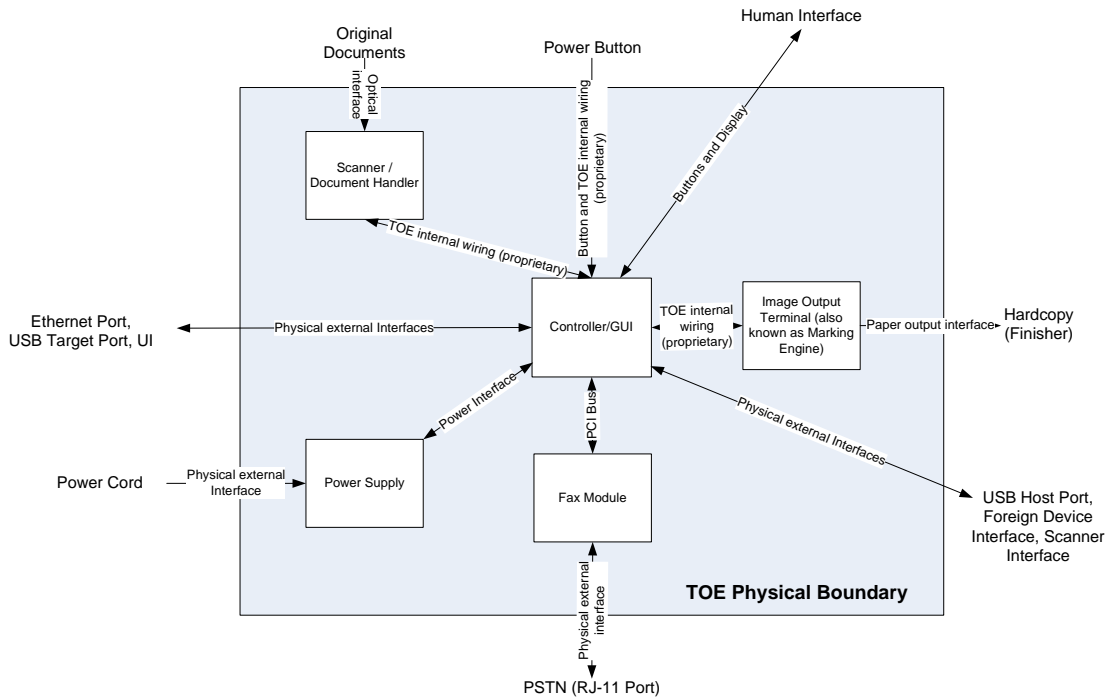 Original
Documents
Power Button
Human Interface
Optical
interface
Button and TOE internal wiring
(proprietary)
Buttons and Display
Scanner /
Document Handler
TOE internal wiring (proprietary)
Ethernet Port,
USB Target Port, UI
Physical external Interfaces
Controller/GUI
TOE internal
wiring
(proprietary)
Image Output
Terminal (also
known as Marking
Engine)
Paper output interface
Hardcopy
(Finisher)
Power Interface
PCI Bus
Physical external Interfaces
Power Cord
Physical external
Interface
Power Supply
Fax Module
USB Host Port,
Foreign Device
Interface, Scanner
Interface
Physical external
interface
TOE Physical Boundary
PSTN (RJ-11 Port)